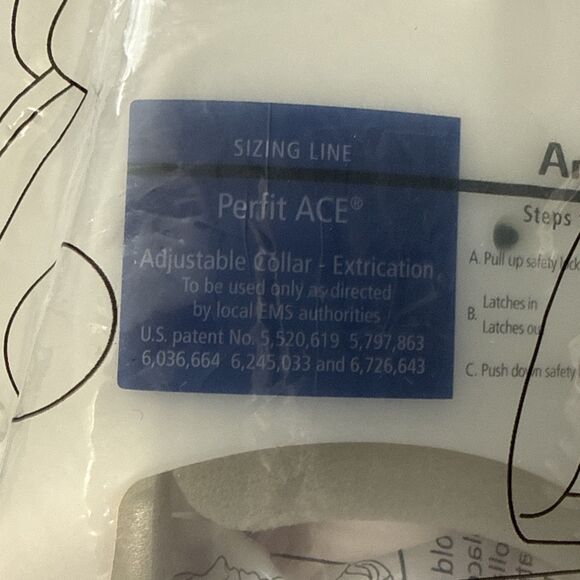 SIZING LINE
Perfit ACE®
Adjustable Collar - Extrication
To be used only as directed
by local EMS authorities
U.S. patent No. 5,520,619 5,797,863
6,036,664 6,245,033 and 6,726,643
Steps
A. Pull up safety lock
B. Latches in
Latches out
C. Push down safety